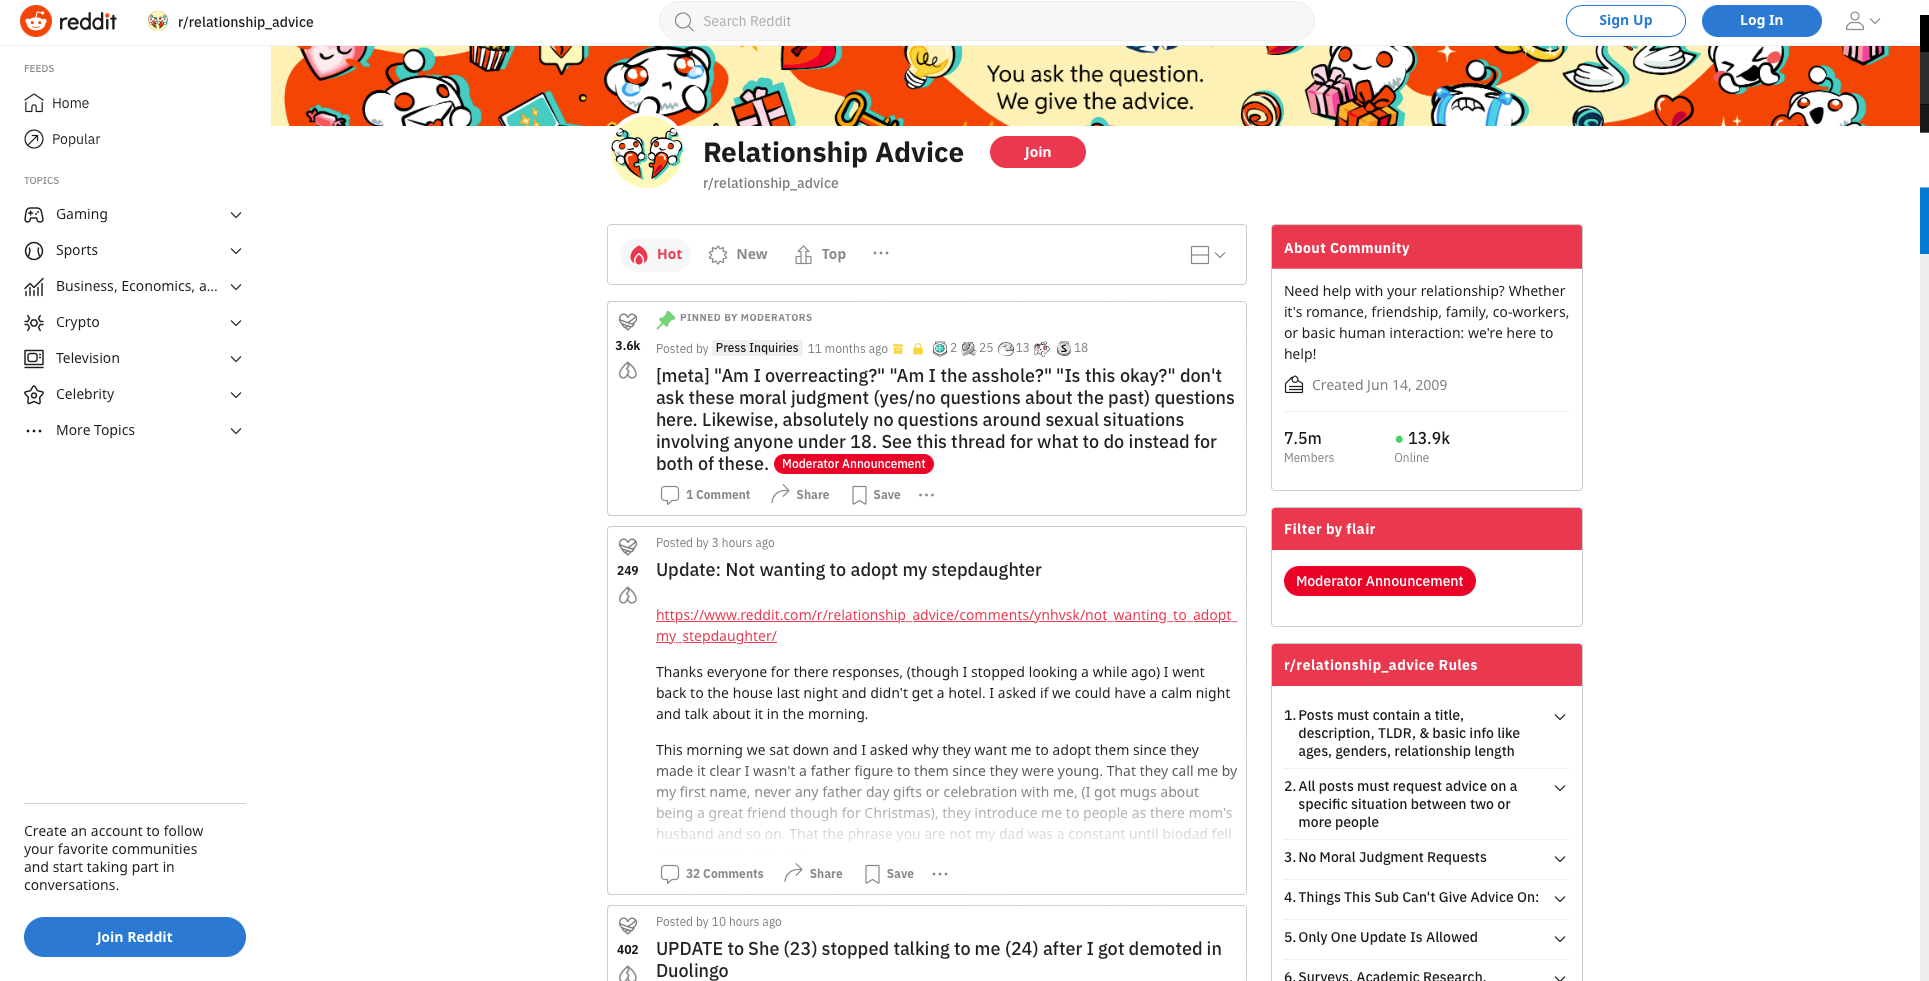 reddit
r/relationship_advice
Search Reddit
Sign Up
Log In
FEEDS
Home
Popular
TOPICS
Gaming
Sports
Business, Economics, a...
Crypto
Television
Celebrity
More Topics
Create an account to follow
your favorite communities
and start taking part in
conversations.
Join Reddit
You ask the question.
We give the advice.
Relationship Advice
Join
r/relationship_advice
Hot
New
Top
PINNED BY MODERATORS
3.6k
Posted by Press Inquiries 11 months ago 2 25 13 18
[meta] "Am I overreacting?" "Am I the asshole?" "Is this okay?" don't
ask these moral judgment (yes/no questions about the past) questions
here. Likewise, absolutely no questions around sexual situations
involving anyone under 18. See this thread for what to do instead for
both of these. Moderator Announcement
1 Comment Share Save
Posted by 3 hours ago
249
Update: Not wanting to adopt my stepdaughter
https://www.reddit.com/r/relationship_advice/comments/ynhvsk/not_wanting_to_adopt_
my_stepdaughter/
Thanks everyone for there responses, (though I stopped looking a while ago) I went
back to the house last night and didn't get a hotel. I asked if we could have a calm night
and talk about it in the morning.
This morning we sat down and I asked why they want me to adopt them since they
made it clear I wasn't a father figure to them since they were young. That they call me by
my first name, never any father day gifts or celebration with me, (I got mugs about
being a great friend though for Christmas), they introduce me to people as there mom's
husband and so on. That the phrase you are not my dad was a constant until biodad fell
32 Comments Share Save
Posted by 10 hours ago
402
UPDATE to She (23) stopped talking to me (24) after I got demoted in
Duolingo
About Community
Need help with your relationship? Whether
it's romance, friendship, family, co-workers,
or basic human interaction: we're here to
help!
Created Jun 14, 2009
7.5m 13.9k
Members Online
Filter by flair
Moderator Announcement
r/relationship_advice Rules
1. Posts must contain a title,
description, TLDR, & basic info like
ages, genders, relationship length
2. All posts must request advice on a
specific situation between two or
more people
3. No Moral Judgment Requests
4. Things This Sub Can't Give Advice On:
5. Only One Update Is Allowed
6. Surveys, Academic Research,